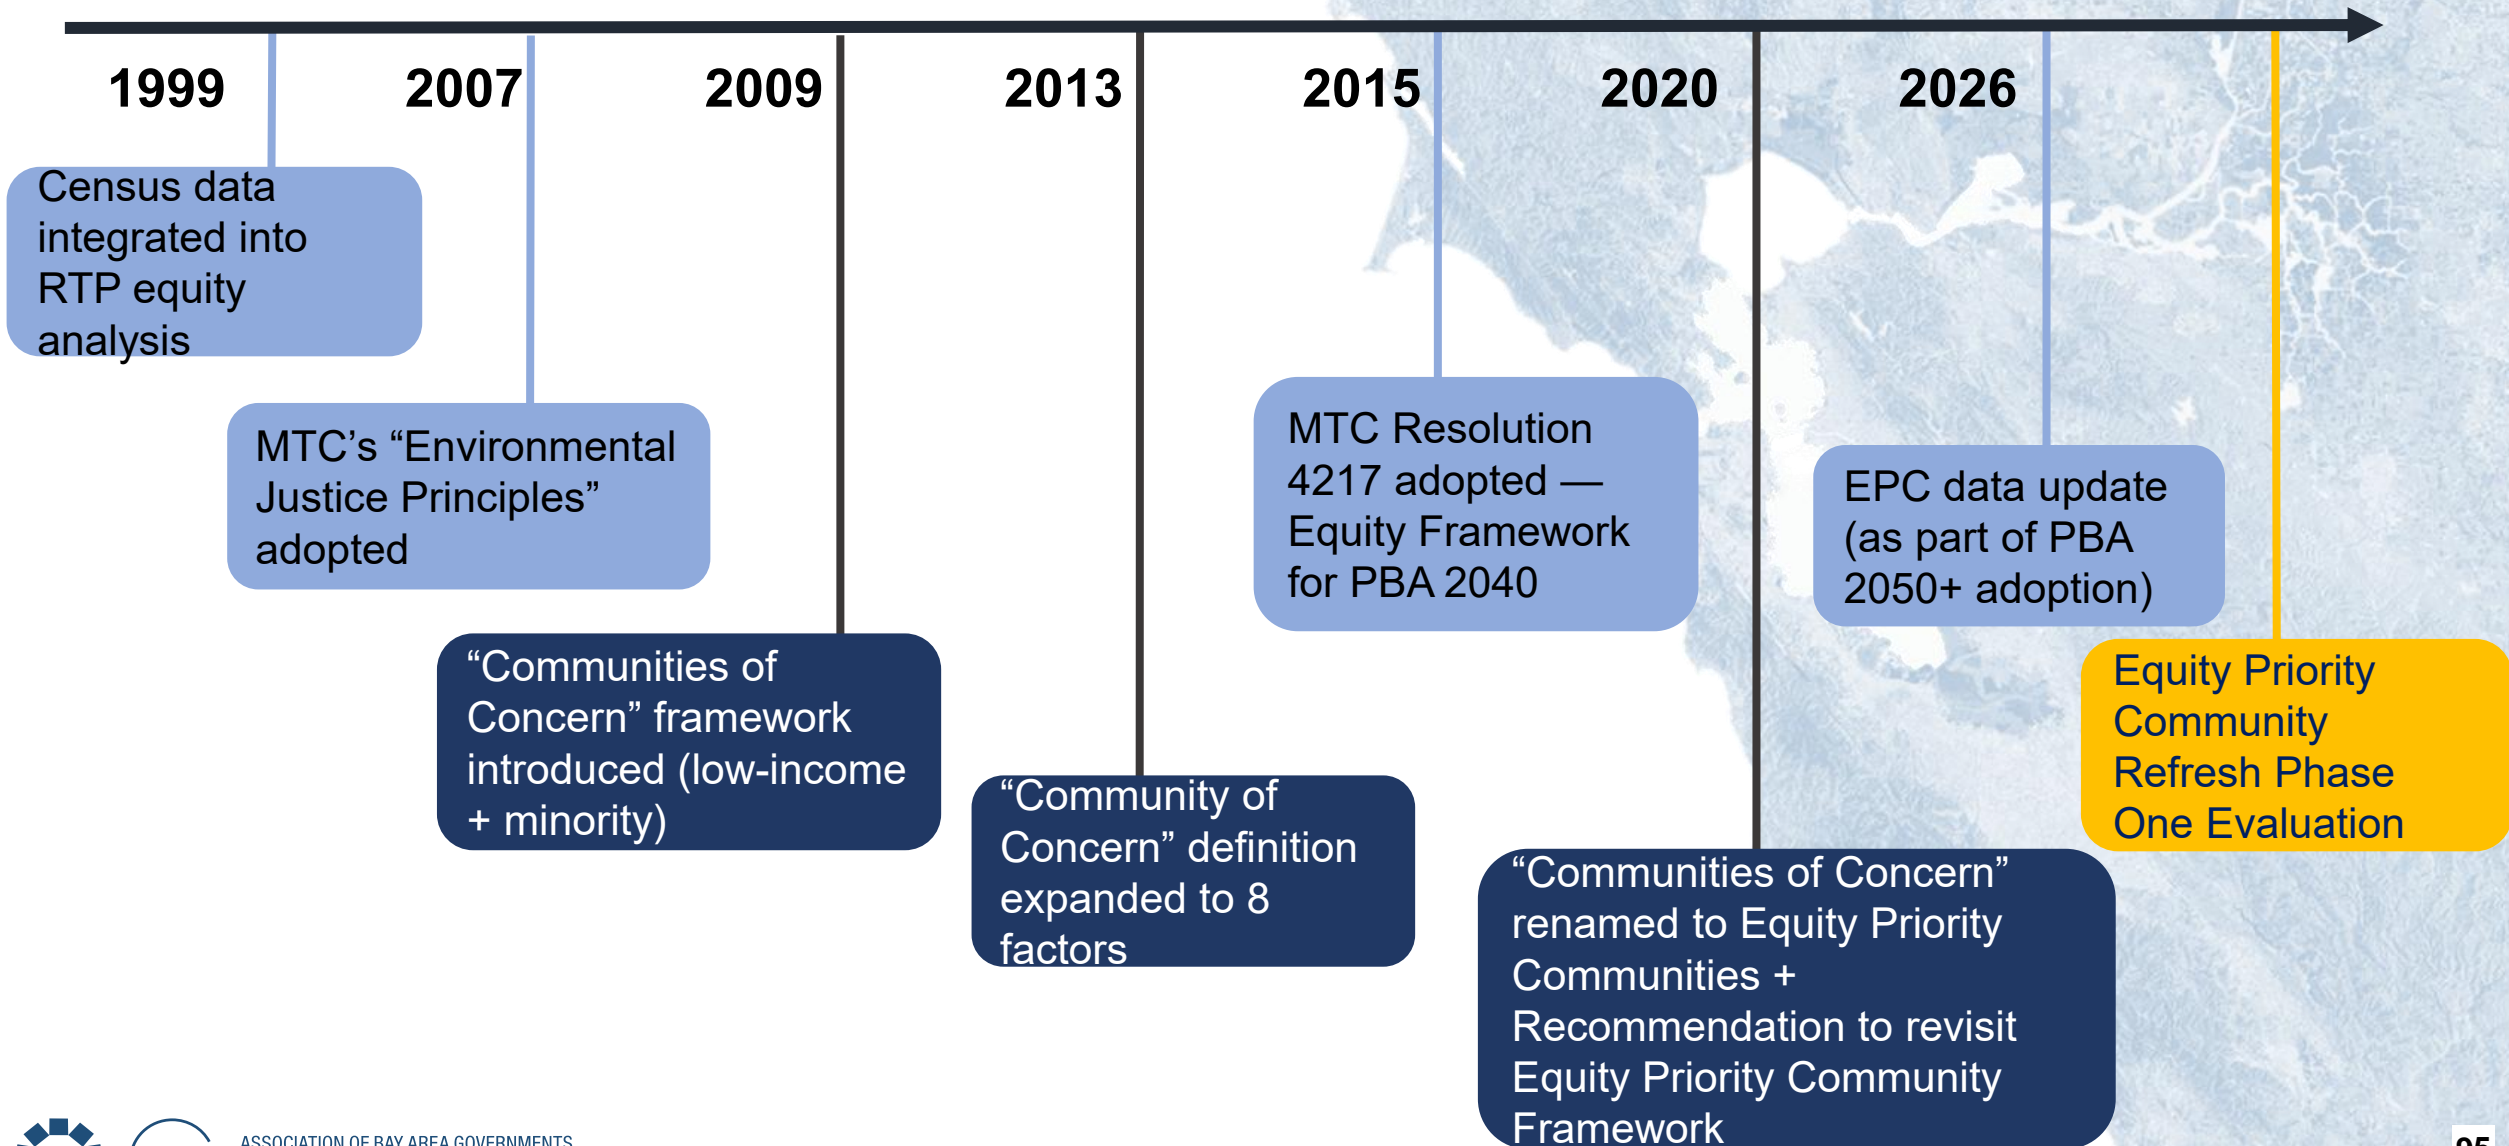 1999
2007
2009
2013
2015
2020
2026
Census data
integrated into
RTP equity
analysis
MTC’s “Environmental
Justice Principles”
adopted
“Communities of
Concern” framework
introduced (low-income
+ minority)
“Community of
Concern” definition
expanded to 8
factors
MTC Resolution
4217 adopted —
Equity Framework
for PBA 2040
“Communities of Concern”
renamed to Equity Priority
Communities +
Recommendation to revisit
Equity Priority Community
Framework
EPC data update
(as part of PBA
2050+ adoption)
Equity Priority
Community
Refresh Phase
One Evaluation
ASSOCIATION OF BAY AREA GOVERNMENTS